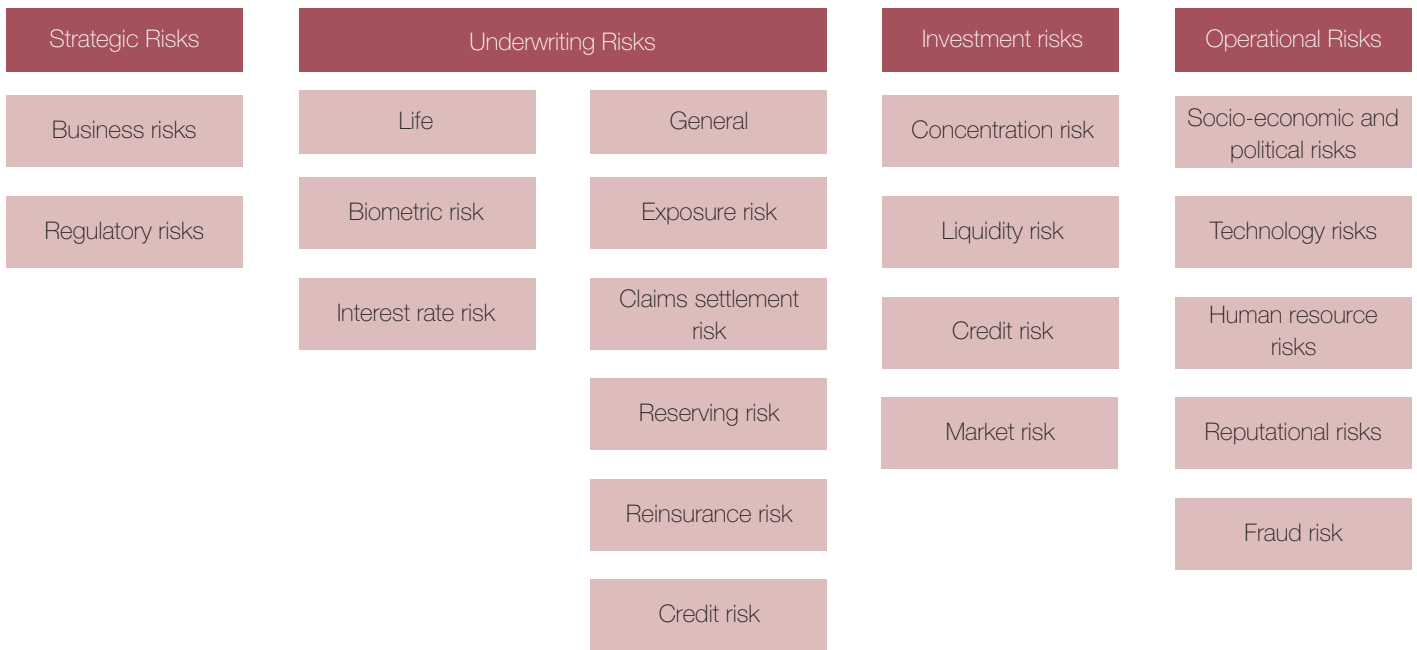 Strategic Risks
Business risks
Regulatory risks
Underwriting Risks
Life
Biometric risk
Interest rate risk
General
Exposure risk
Claims settlement
risk
Reserving risk
Reinsurance risk
Credit risk
Investment risks
Concentration risk
Liquidity risk
Credit risk
Market risk
Operational Risks
Socio-economic and
political risks
Technology risks
Human resource
risks
Reputational risks
Fraud risk